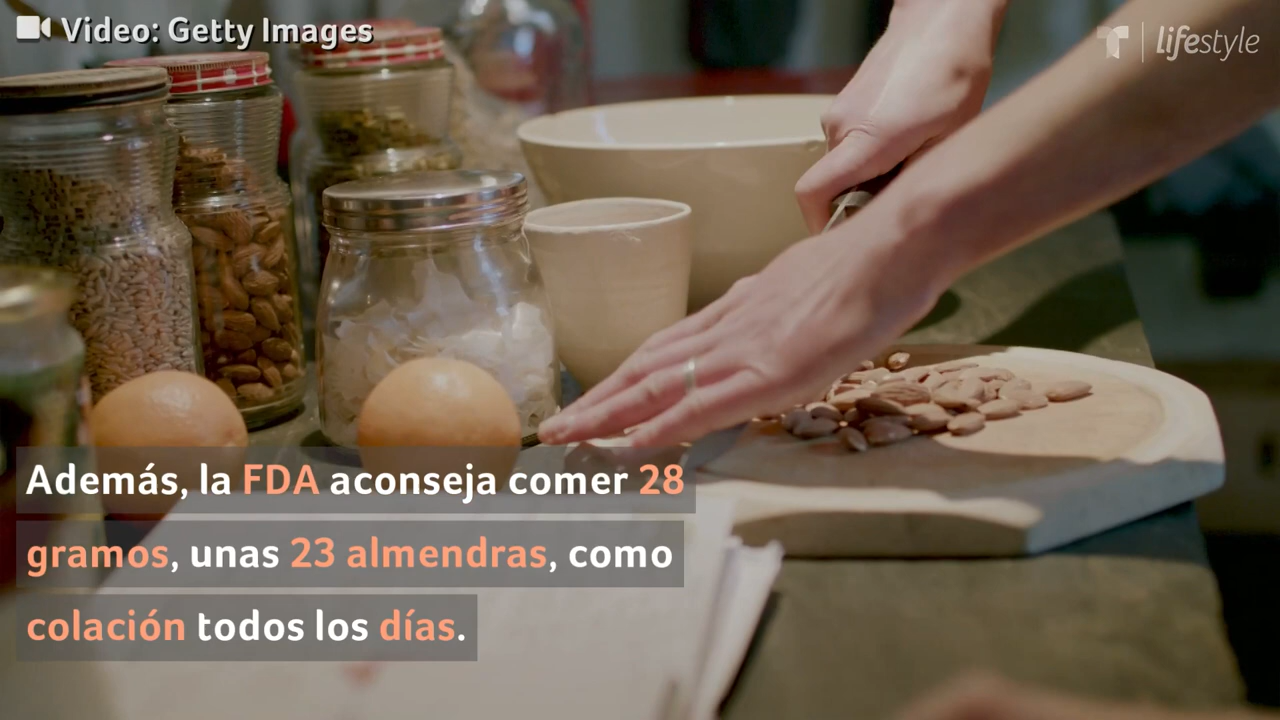 Video: Getty Images
lifestyle
Además, la FDA aconseja comer 28
gramos, unas 23 almendras, como
colación todos los días.